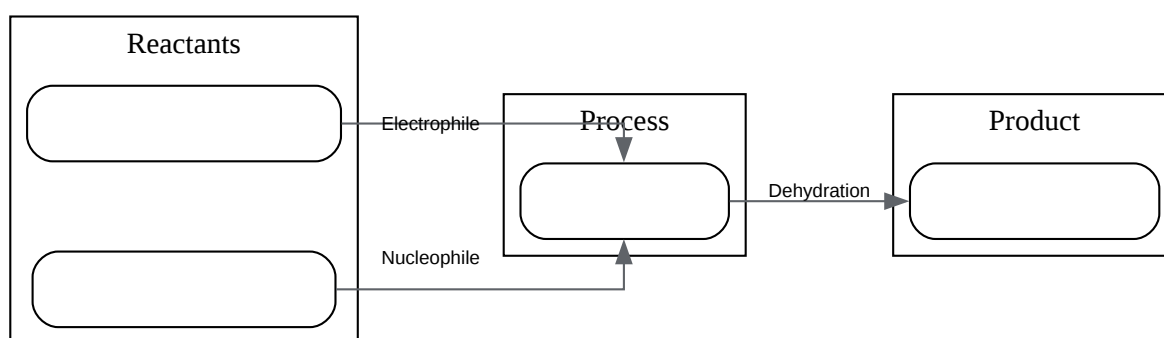 Reactants
Electrophile
Process
Product
Dehydration
Nucleophile